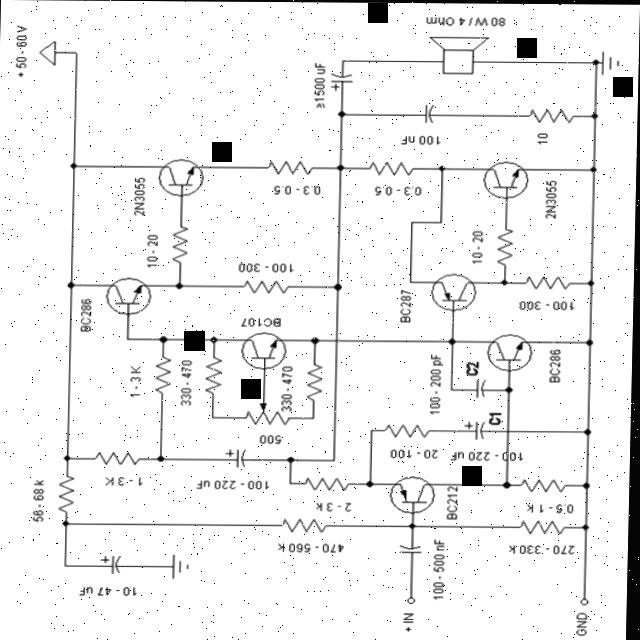 80 W / 4 Ohm
+ 50 - 60 V
≥1500 uF
+
100 nF
10
2N3055
0.3 - 0.5
0.3 - 0.5
2N3055
10 - 20
10 - 20
100 - 300
BC286
BC287
100 - 300
BC107
1 - 3 K
330 - 470
330 - 470
100 - 200 pF
C2
BC286
500
C1
20 - 100
+
100 - 220 uF
1 - 3 K
+
100 - 220 uF
2 - 3 K
56 - 68 k
BC212
0.5 - 1 K
470 - 560 k
270 - 330 k
+
10 - 47 uF
100 - 500 nF
+ IN
GND